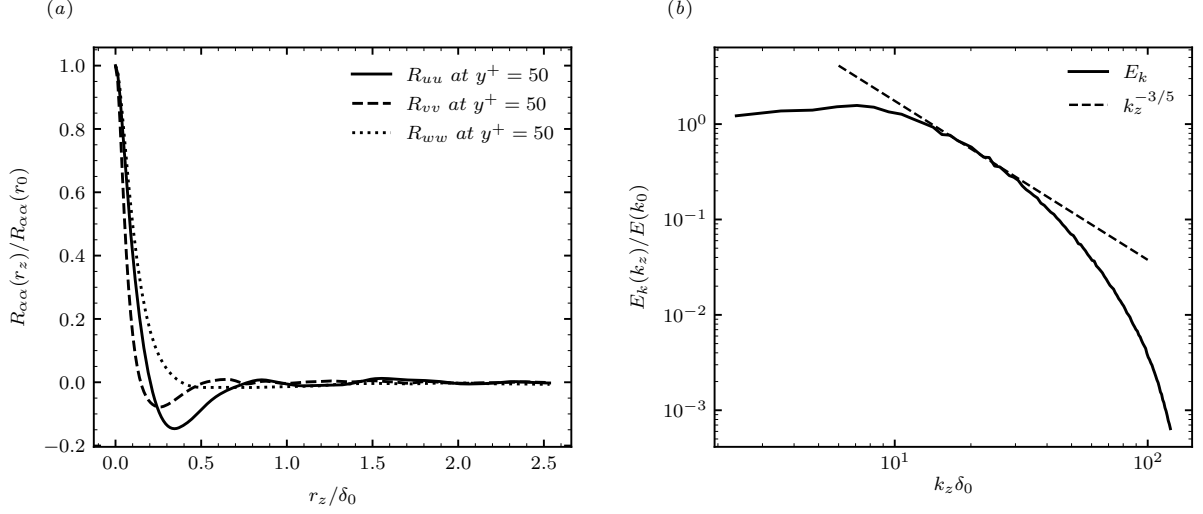 (a)
R_{uu} at y^+ = 50
R_{vv} at y^+ = 50
R_{ww} at y^+ = 50
1.0
0.8
0.6
0.4
0.2
0.0
−0.2
R_{αα}(r_z)/R_{αα}(r_0)
0.0 0.5 1.0 1.5 2.0 2.5
r_z/δ_0
(b)
E_k
k_z^{−3/5}
10^0
10^{−1}
10^{−2}
10^{−3}
E_k(k_z)/E(k_0)
10^1 10^2
k_zδ_0